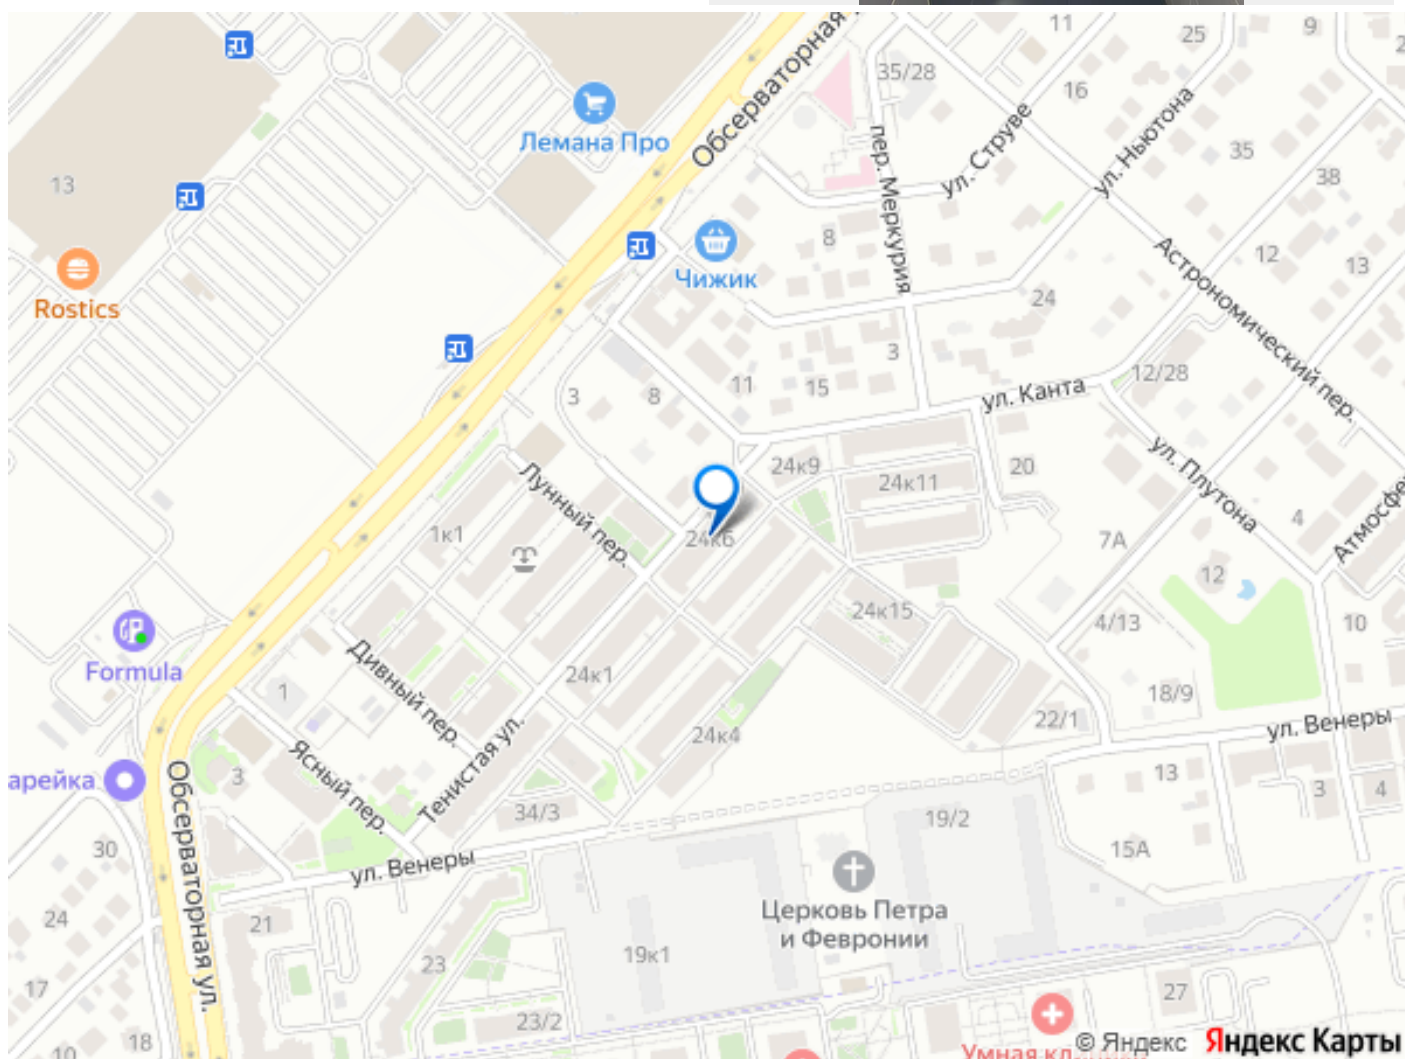 11
25
9
35/28
16
Обсерваторная
Лемана Про
ул. Струве
ул. Ньютона
35
13
пер. Меркурия
38
8
Чижик
Rostics
Астрономический пер.
12
13
24
3
11
15
12/28
ул. Канта
3
8
24к9
24к11
20
ул. Плутона
Лунный пер.
1к1
24к6
7А
4
Атмосфе
12
24к15
4/13
10
Formula
24к1
Дивный пер.
1
18/9
22/1
ул. Венеры
24к4
Ясный пер.
Тенистая ул.
арейка
3
13
3
4
34/3
19/2
Обсерваторная ул.
30
15А
ул. Венеры
24
21
Церковь Петра
и Февронии
23
19к1
17
27
23/2
18
10
Умная
© Яндекс
Яндекс Карты